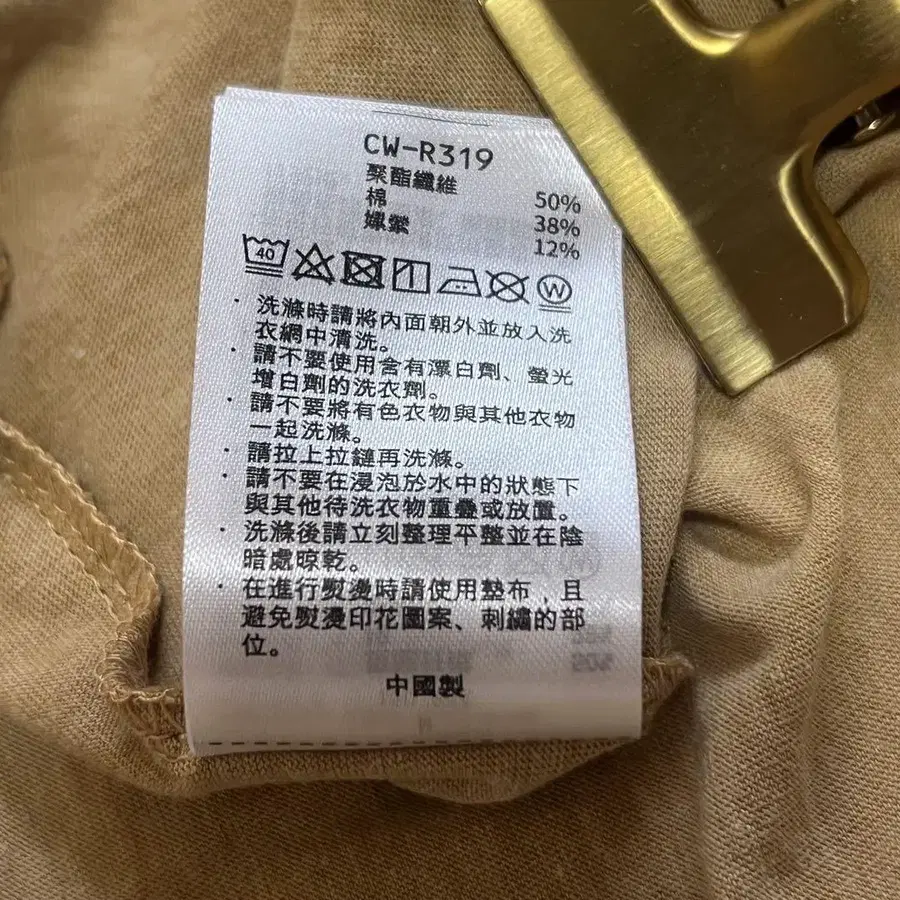 CW-R319
聚酯纖維 50%
棉 38%
嫘縈 12%
40
W
· 洗滌時請將內面朝外並放入洗
衣網中清洗。
· 請不要使用含有漂白劑、螢光
增白劑的洗衣劑。
· 請不要將有色衣物與其他衣物
一起洗滌。
· 請拉上拉鏈再洗滌。
· 請不要在浸泡於水中的狀態下
與其他待洗衣物重疊或放置。
· 洗滌後請立刻整理平整並在陰
暗處晾乾。
· 在進行熨燙時請使用墊布，且
避免熨燙印花圖案、刺繡的部
位。
中國製